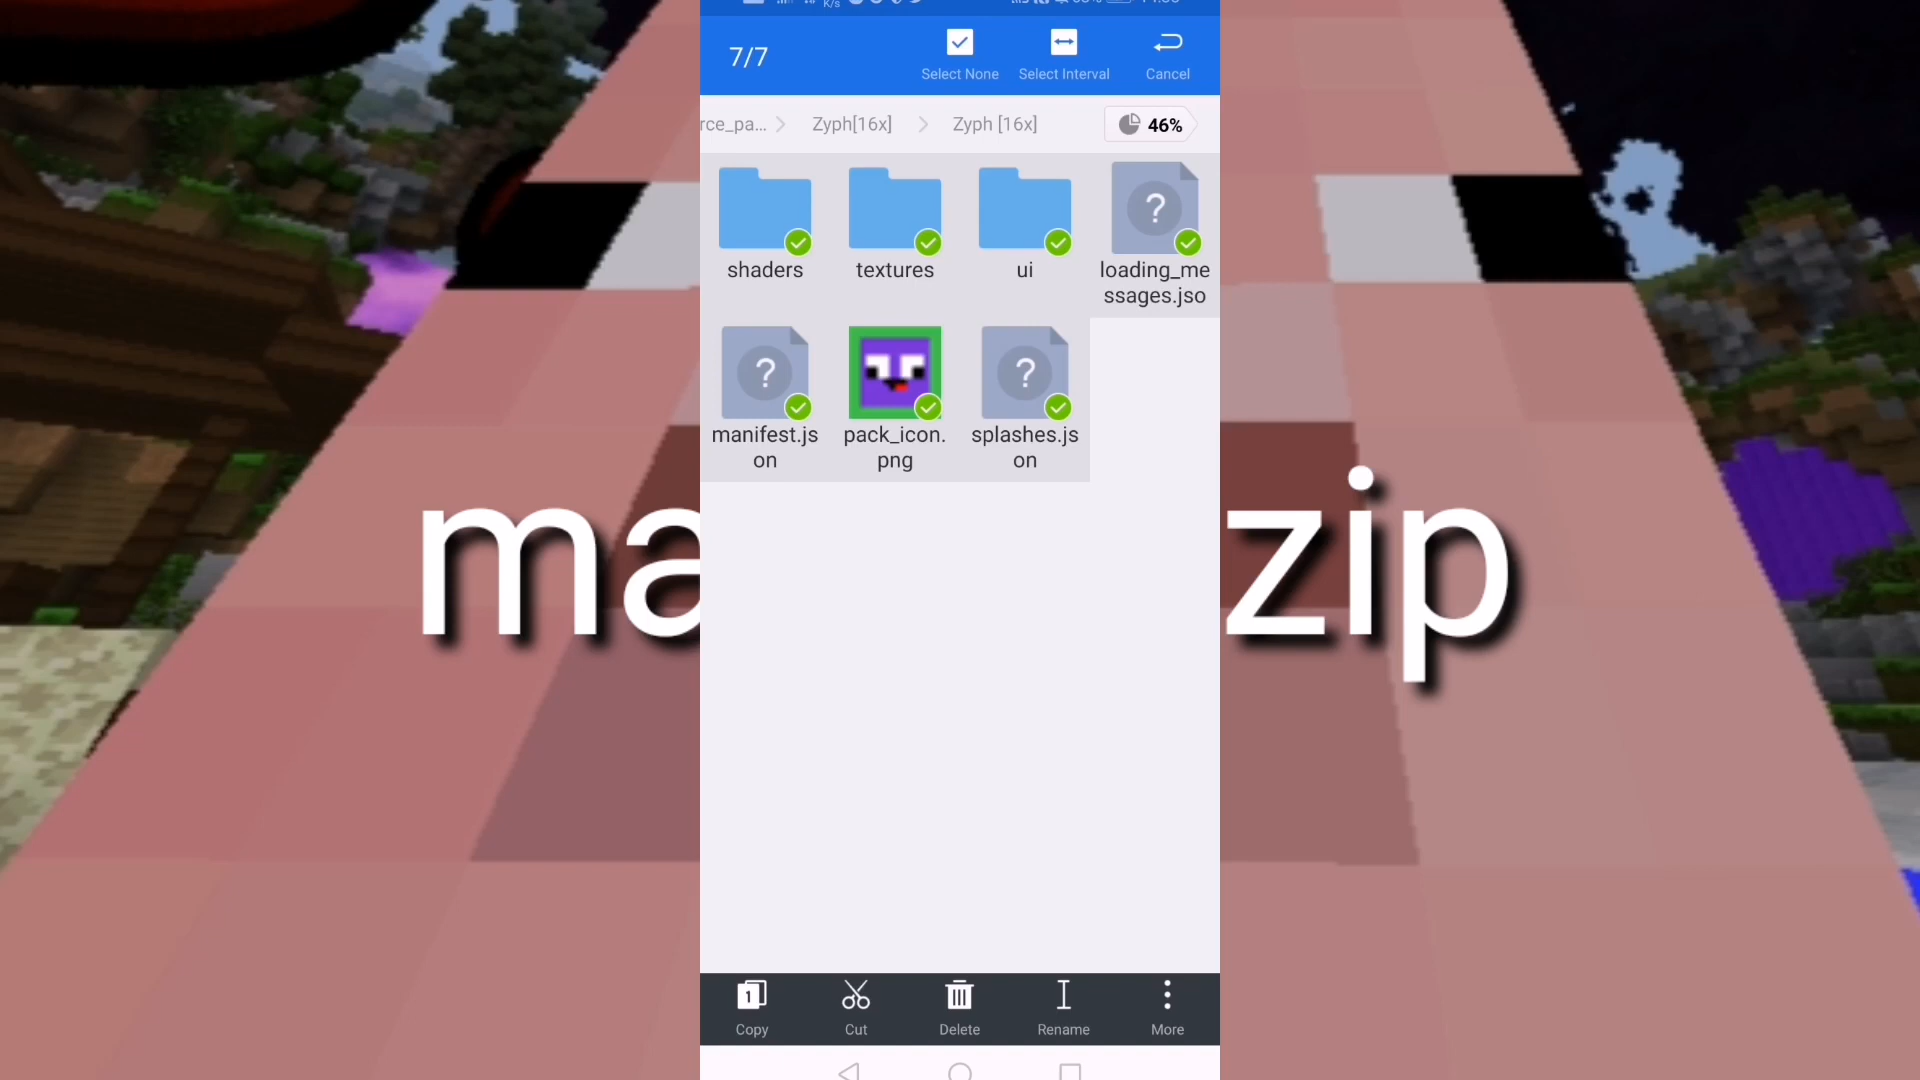 K/s
7/7
Select None
Select Interval
Cancel
rce_pa...
Zyph[16x]
Zyph [16x]
46%
shaders
textures
ui
loading_me
ssages.jso
manifest.js
on
pack_icon.
png
splashes.js
on
ma
zip
1
Copy
Cut
Delete
Rename
More